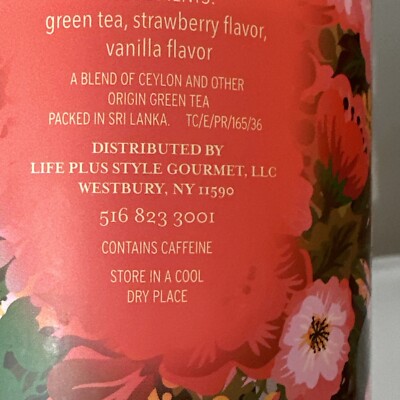 green tea, strawberry flavor,
vanilla flavor
A BLEND OF CEYLON AND OTHER
ORIGIN GREEN TEA
PACKED IN SRI LANKA. TC/E/PR/165/36
DISTRIBUTED BY
LIFE PLUS STYLE GOURMET, LLC
WESTBURY, NY 11590
516 823 3001
CONTAINS CAFFEINE
STORE IN A COOL
DRY PLACE